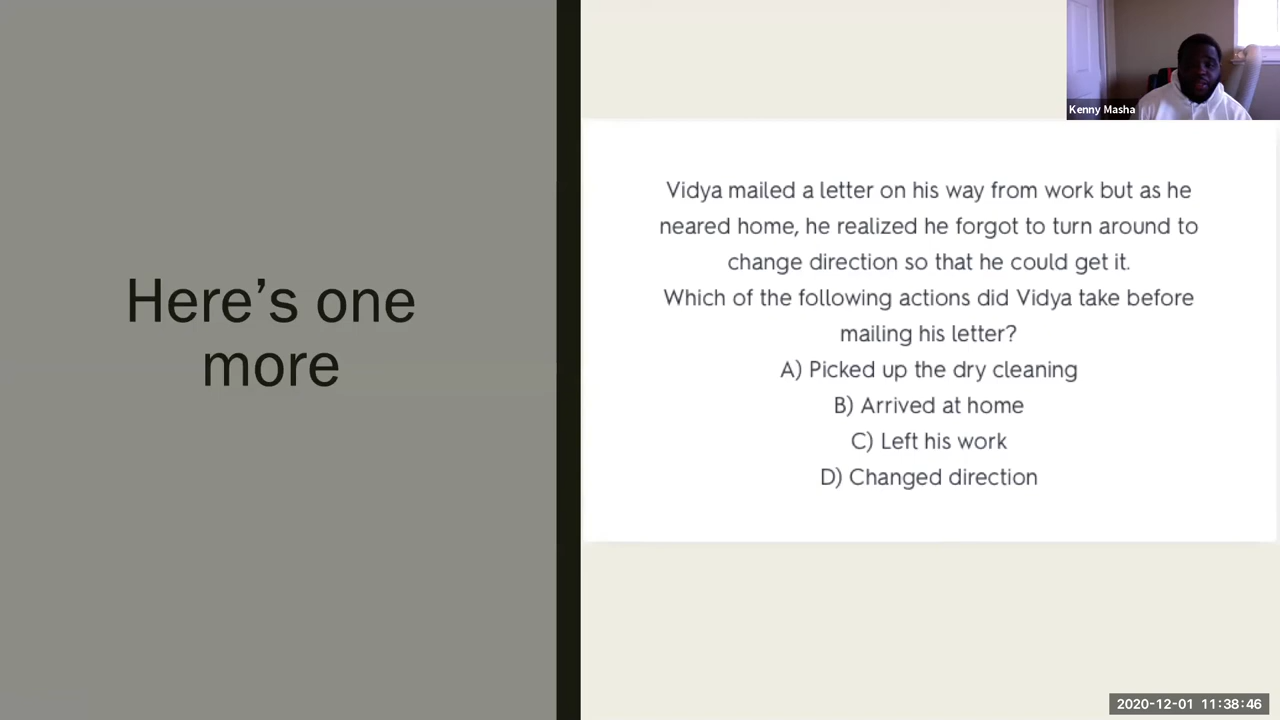 Here's one
more
Kenny Masha
Vidya mailed a letter on his way from work but as he
neared home, he realized he forgot to turn around to
change direction so that he could get it.
Which of the following actions did Vidya take before
mailing his letter?
A) Picked up the dry cleaning
B) Arrived at home
C) Left his work
D) Changed direction
2020-12-01 11:38:46